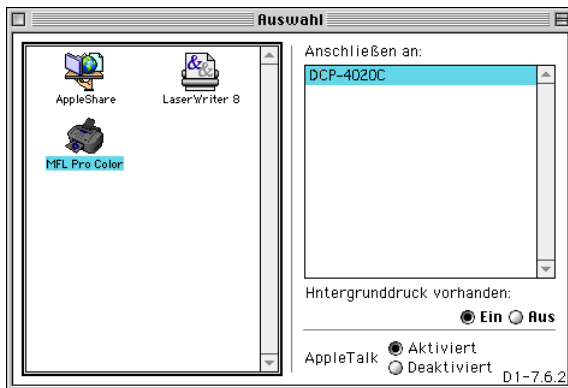 Auswahl
AppleShare
LaserWriter 8
MFL Pro Color
Anschließen an:
DCP-4020C
Hntergrunddruck vorhanden:
Ein Aus
AppleTalk
Aktiviert
Deaktiviert
D1-7.6.2